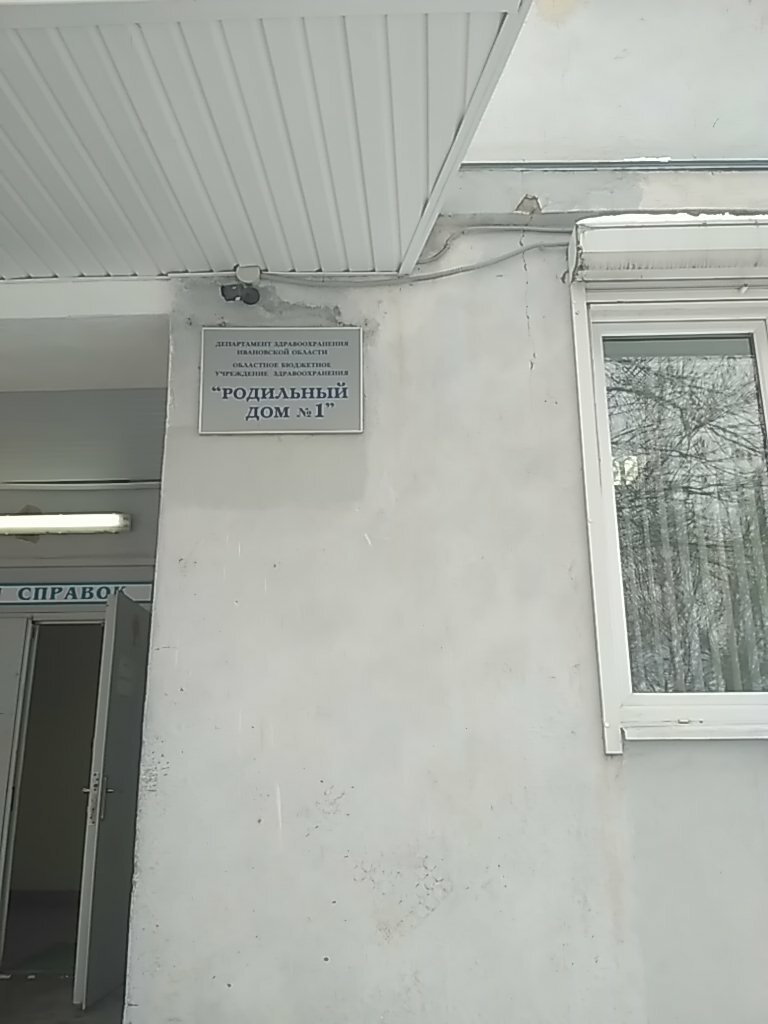 ДЕПАРТАМЕНТ ЗДРАВООХРАНЕНИЯ
ИВАНОВСКОЙ ОБЛАСТИ
ОБЛАСТНОЕ БЮДЖЕТНОЕ
УЧРЕЖДЕНИЕ ЗДРАВООХРАНЕНИЯ
"РОДИЛЬНЫЙ
ДОМ №1"
СПРАВОК